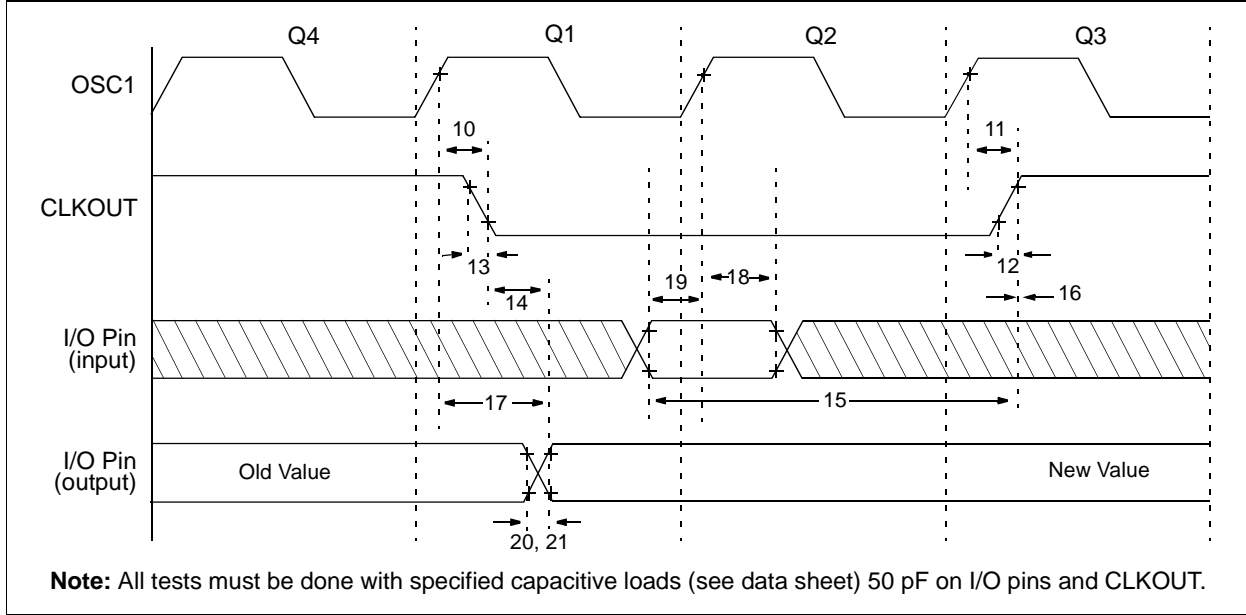 Q4 Q1 Q2 Q3
OSC1
10 11
CLKOUT
13 12
19 18
14 16
I/O Pin
(input)
17 15
I/O Pin
(output)
Old Value New Value
20, 21
Note: All tests must be done with specified capacitive loads (see data sheet) 50 pF on I/O pins and CLKOUT.